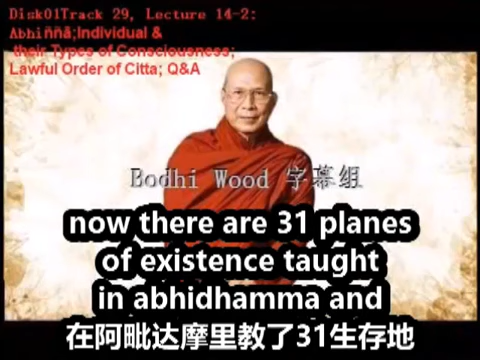 Disk01Track 29, Lecture 14-2:
Abhiññā;Individual &
their Types of Consciousness;
Lawful Order of Citta; Q&A
Bodhi Wood 字幕组
now there are 31 planes
of existence taught
in abhidhamma and
在阿毗达摩里教了31生存地